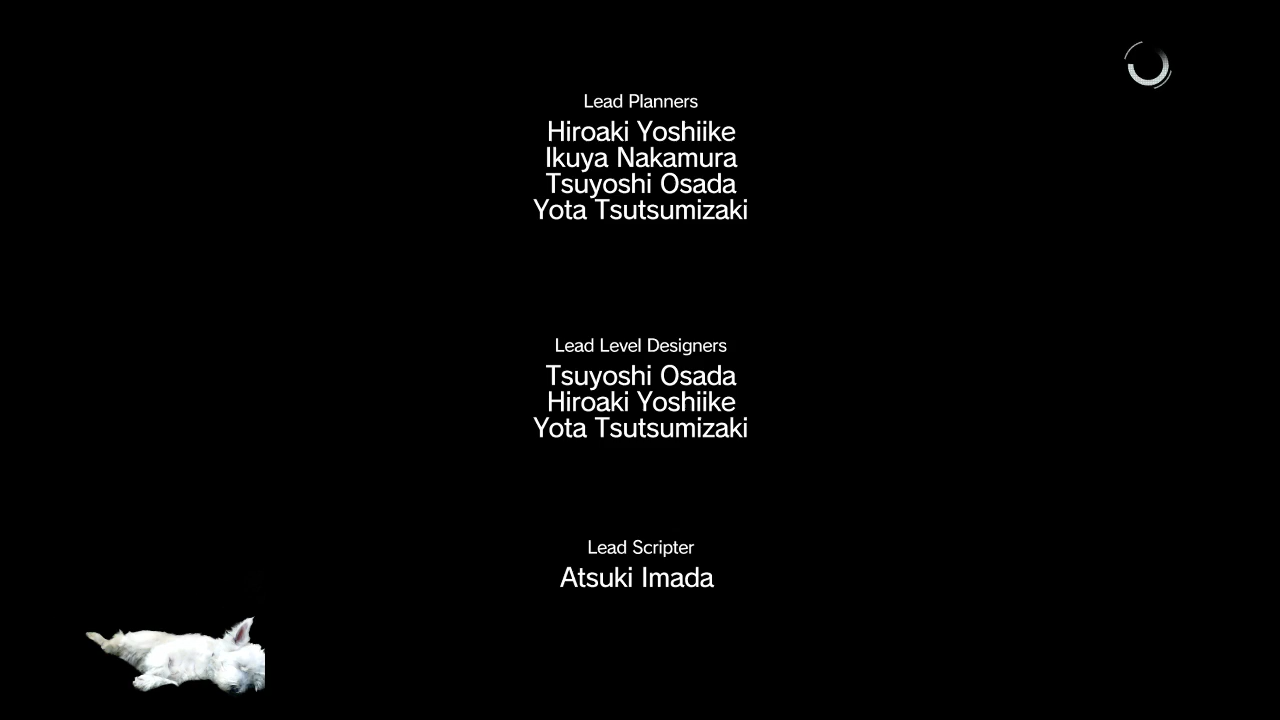 Lead Planners
Hiroaki Yoshiike
Ikuya Nakamura
Tsuyoshi Osada
Yota Tsutsumizaki
Lead Level Designers
Tsuyoshi Osada
Hiroaki Yoshiike
Yota Tsutsumizaki
Lead Scripter
Atsuki Imada